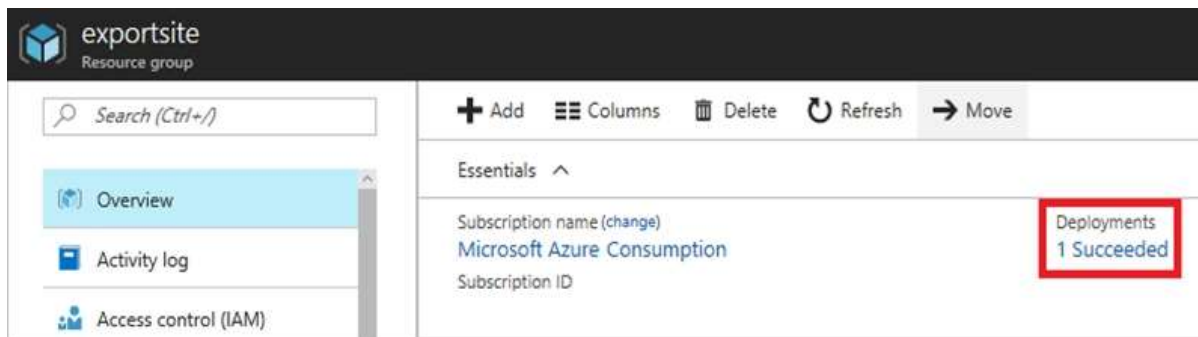 exportsite
Resource group
Search (Ctrl+/)
Overview
Activity log
Access control (IAM)
Add Columns Delete Refresh Move
Essentials
Subscription name (change)
Microsoft Azure Consumption
Subscription ID
Deployments
1 Succeeded